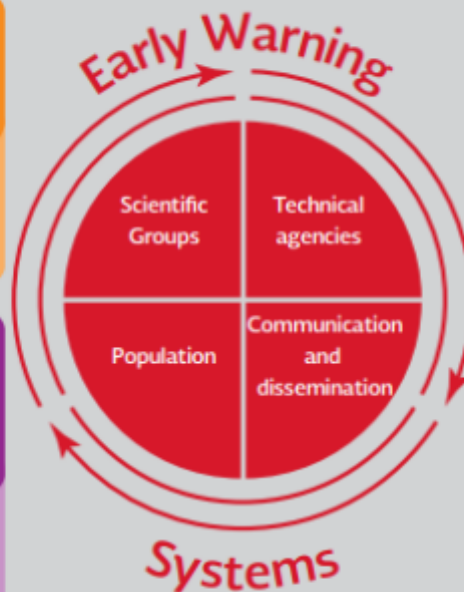 Early Warning
Scientific
Groups
Technical
agencies
Population
Communication
and
dissemination
Systems